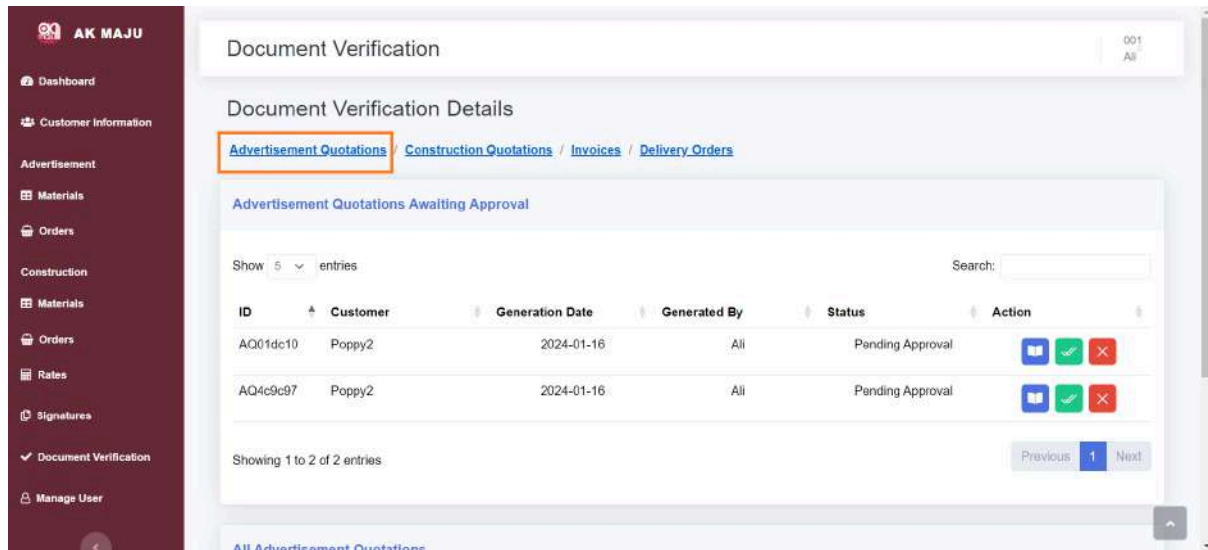 AK MAJU
Dashboard
Customer Information
Advertisement
Materials
Orders
Construction
Materials
Orders
Rates
Signatures
Document Verification
Manage User
Document Verification
001
Ali
Document Verification Details
Advertisement Quotations / Construction Quotations / Invoices / Delivery Orders
Advertisement Quotations Awaiting Approval
Show 5 entries
Search:
ID Customer Generation Date Generated By Status Action
AQ01dc10 Poppy2 2024-01-16 Ali Pending Approval
AQ4c9c97 Poppy2 2024-01-16 Ali Pending Approval
Showing 1 to 2 of 2 entries
Previous 1 Next
All Advertisement Quotations